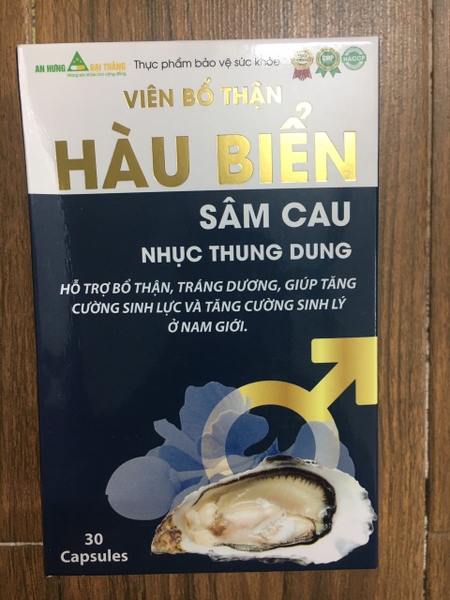 AN HƯNG ĐẠI THẮNG
Thực phẩm bảo vệ sức khỏe
GMP
HACCP
VIÊN BỔ THẬN
HÀU BIỂN
SÂM CAU
NHỤC THUNG DUNG
HỖ TRỢ BỔ THẬN, TRÁNG DƯƠNG, GIÚP TĂNG
CƯỜNG SINH LỰC VÀ TĂNG CƯỜNG SINH LÝ
Ở NAM GIỚI.
30
Capsules